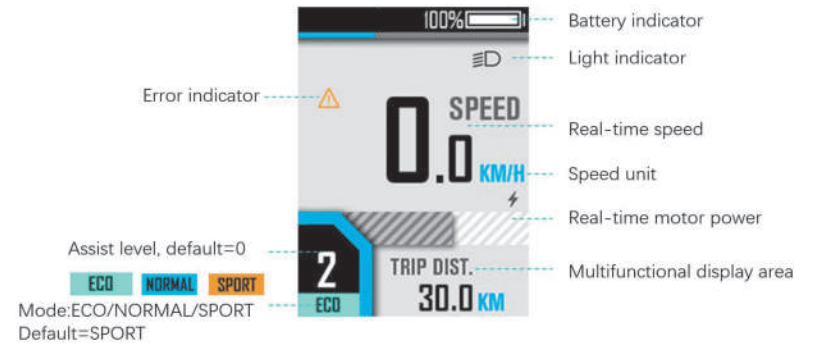 100%
Battery indicator
Light indicator
Error indicator
SPEED
0.0 KM/H
Real-time speed
Speed unit
Real-time motor power
Assist level, default=0
ECO NORMAL SPORT
Mode:ECO/NORMAL/SPORT
Default=SPORT
2
ECO
TRIP DIST.
30.0 KM
Multifunctional display area